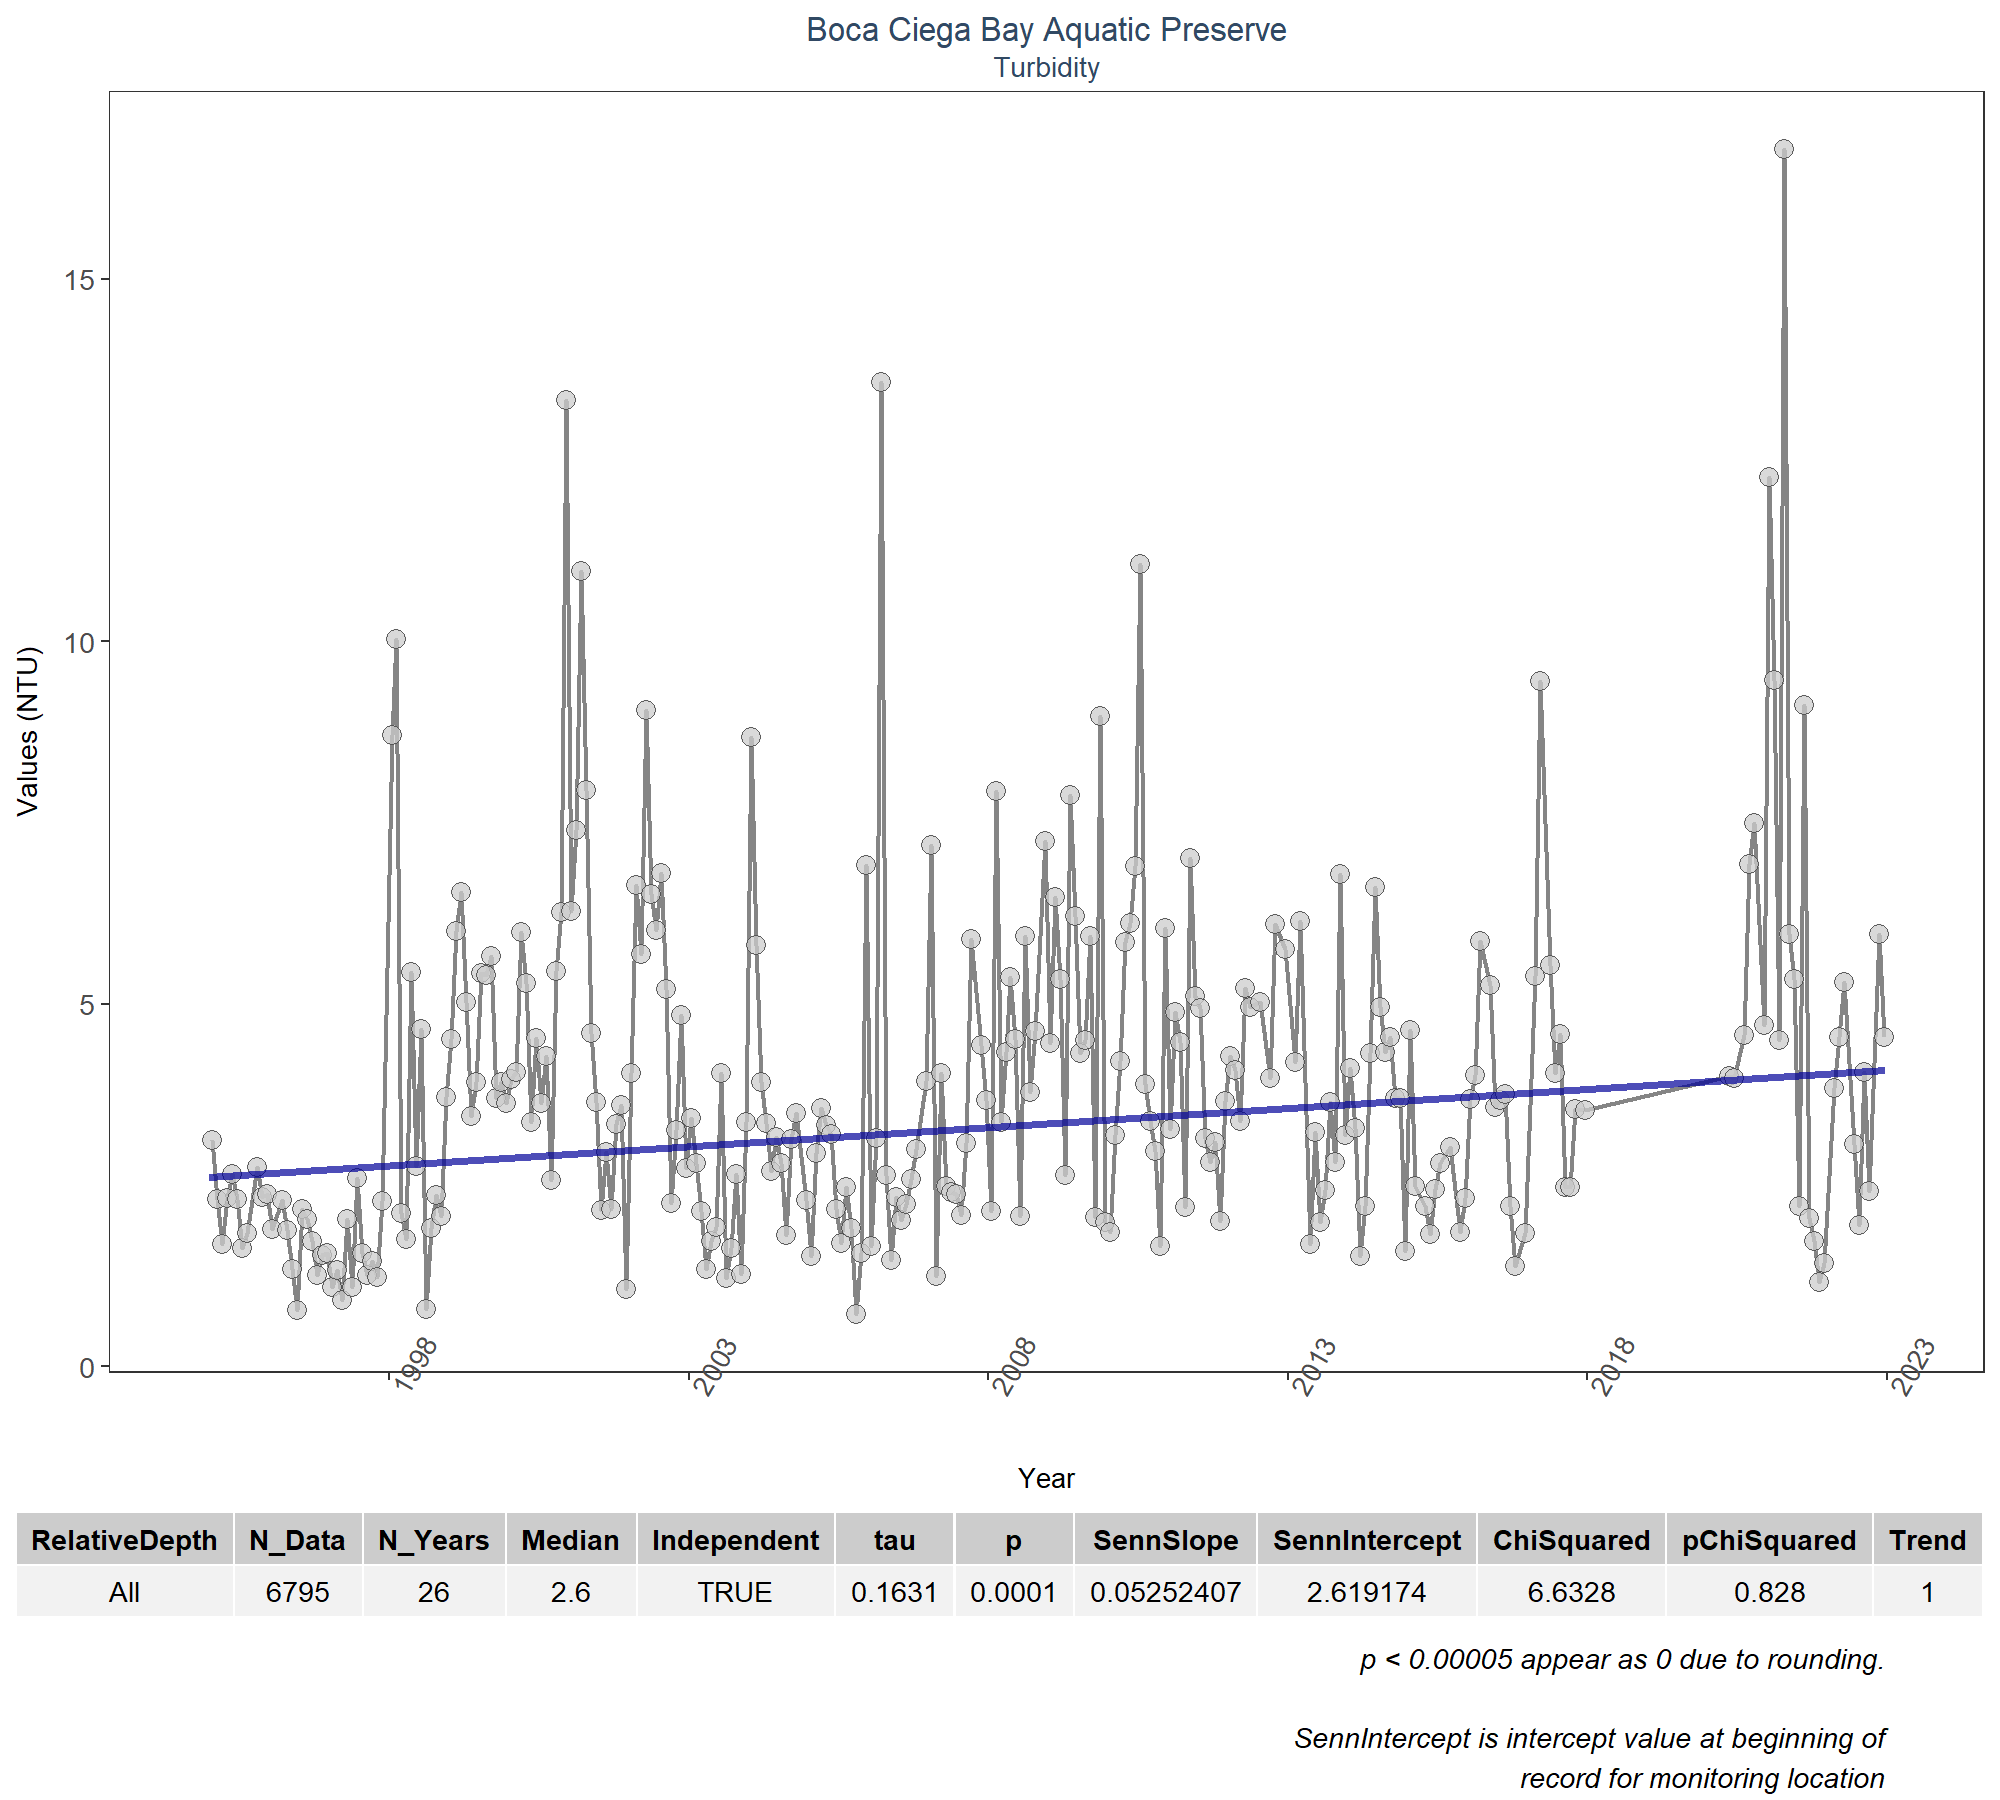 Boca Ciega Bay Aquatic Preserve
Turbidity
Values (NTU)
15
10
5
0
1998 2003 2008 2013 2018 2023
Year
RelativeDepth N_Data N_Years Median Independent tau p SennSlope SennIntercept ChiSquared pChiSquared Trend
All 6795 26 2.6 TRUE 0.1631 0.0001 0.05252407 2.619174 6.6328 0.828 1
p < 0.00005 appear as 0 due to rounding.
SennIntercept is intercept value at beginning of
record for monitoring location